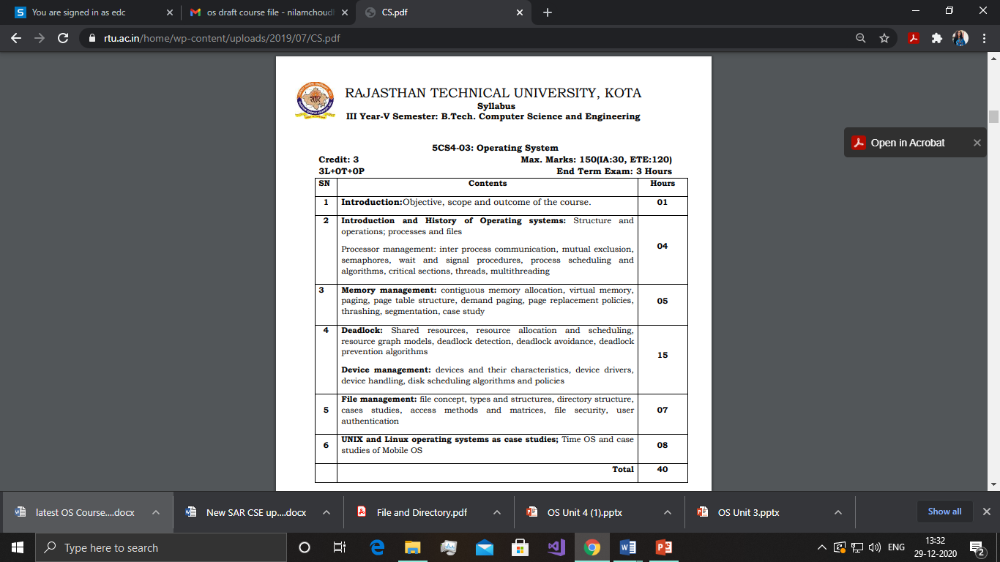 You are signed in as edc
os draft course file - nilamchoudl
CS.pdf
rtu.ac.in/home/wp-content/uploads/2019/07/CS.pdf
RAJASTHAN TECHNICAL UNIVERSITY, KOTA
Syllabus
III Year-V Semester: B.Tech. Computer Science and Engineering
Open in Acrobat
5CS4-03: Operating System
Credit: 3 Max. Marks: 150(IA:30, ETE:120)
3L+0T+0P End Term Exam: 3 Hours
SN Contents Hours
1 Introduction:Objective, scope and outcome of the course. 01
2 Introduction and History of Operating systems: Structure and
operations; processes and files
04
Processor management: inter process communication, mutual exclusion,
semaphores, wait and signal procedures, process scheduling and
algorithms, critical sections, threads, multithreading
3 Memory management: contiguous memory allocation, virtual memory,
paging, page table structure, demand paging, page replacement policies, 05
thrashing, segmentation, case study
4 Deadlock: Shared resources, resource allocation and scheduling,
resource graph models, deadlock detection, deadlock avoidance, deadlock
prevention algorithms
15
Device management: devices and their characteristics, device drivers,
device handling, disk scheduling algorithms and policies
File management: file concept, types and structures, directory structure,
5 cases studies, access methods and matrices, file security, user 07
authentication
UNIX and Linux operating systems as case studies; Time OS and case
6 studies of Mobile OS 08
Total 40
latest OS Course....docx
New SAR CSE up....docx
File and Directory.pdf
OS Unit 4 (1).pptx
OS Unit 3.pptx
Show all
Type here to search
ENG
13:32
29-12-2020
2